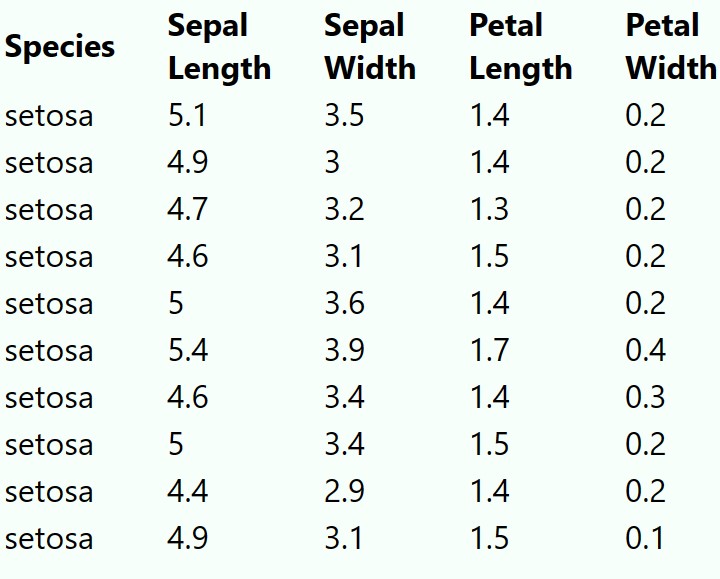 Species Sepal Length Sepal Width Petal Length Petal Width
setosa 5.1 3.5 1.4 0.2
setosa 4.9 3 1.4 0.2
setosa 4.7 3.2 1.3 0.2
setosa 4.6 3.1 1.5 0.2
setosa 5 3.6 1.4 0.2
setosa 5.4 3.9 1.7 0.4
setosa 4.6 3.4 1.4 0.3
setosa 5 3.4 1.5 0.2
setosa 4.4 2.9 1.4 0.2
setosa 4.9 3.1 1.5 0.1